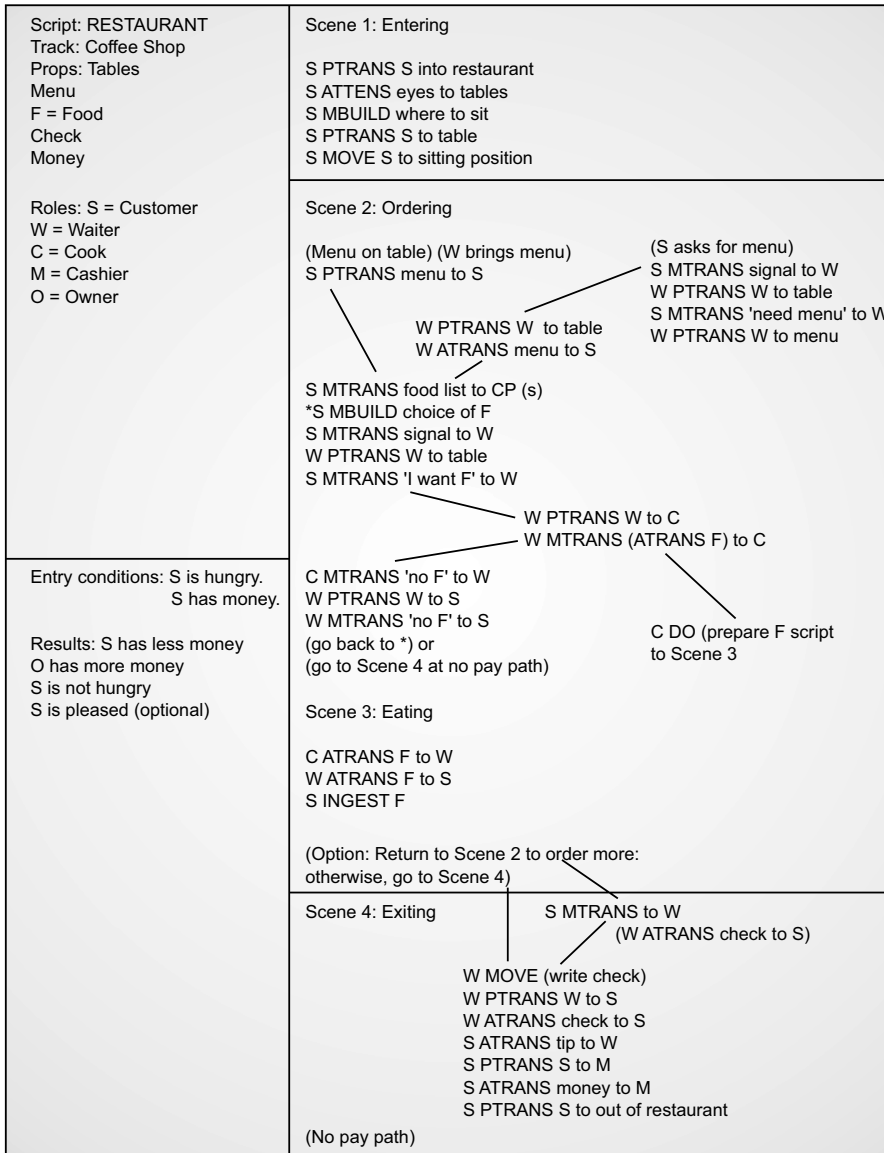 Script: RESTAURANT
Track: Coffee Shop
Props: Tables
Menu
F = Food
Check
Money
Roles: S = Customer
W = Waiter
C = Cook
M = Cashier
O = Owner
Entry conditions: S is hungry.
S has money.
Results: S has less money
O has more money
S is not hungry
S is pleased (optional)
Scene 1: Entering
S PTRANS S into restaurant
S ATTENS eyes to tables
S MBUILD where to sit
S PTRANS S to table
S MOVE S to sitting position
Scene 2: Ordering
(Menu on table) (W brings menu)
S PTRANS menu to S
(S asks for menu)
S MTRANS signal to W
W PTRANS W to table
S MTRANS 'need menu' to W
W PTRANS W to menu
W PTRANS W to table
W ATRANS menu to S
S MTRANS food list to CP (s)
*S MBUILD choice of F
S MTRANS signal to W
W PTRANS W to table
S MTRANS 'I want F' to W
W PTRANS W to C
W MTRANS (ATRANS F) to C
C MTRANS 'no F' to W
W PTRANS W to S
W MTRANS 'no F' to S
(go back to *) or
(go to Scene 4 at no pay path)
C DO (prepare F script
to Scene 3
Scene 3: Eating
C ATRANS F to W
W ATRANS F to S
S INGEST F
(Option: Return to Scene 2 to order more:
otherwise, go to Scene 4)
Scene 4: Exiting
S MTRANS to W
(W ATRANS check to S)
W MOVE (write check)
W PTRANS W to S
W ATRANS check to S
S ATRANS tip to W
S PTRANS S to M
S ATRANS money to M
S PTRANS S to out of restaurant
(No pay path)